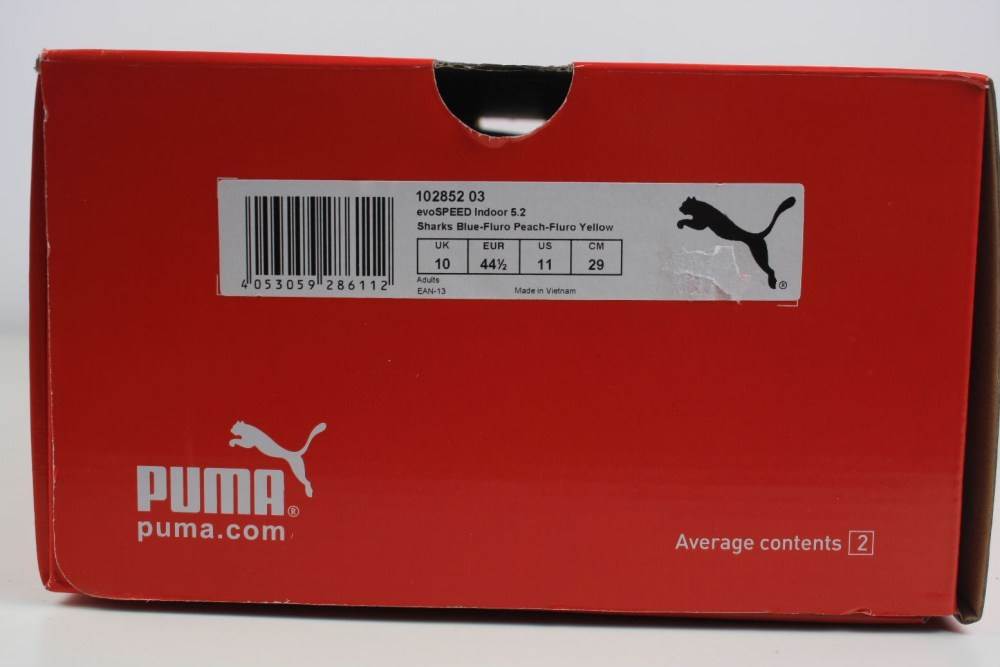 102852 03
evoSPEED Indoor 5.2
Sharks Blue-Fluro Peach-Fluro Yellow
UK EUR US CM
10 44½ 11 29
Adults
EAN-13 Made in Vietnam
4 053059 286112
®
PUMA®
puma.com
Average contents 2